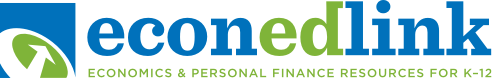 econedlink
ECONOMICS & PERSONAL FINANCE RESOURCES FOR K–12